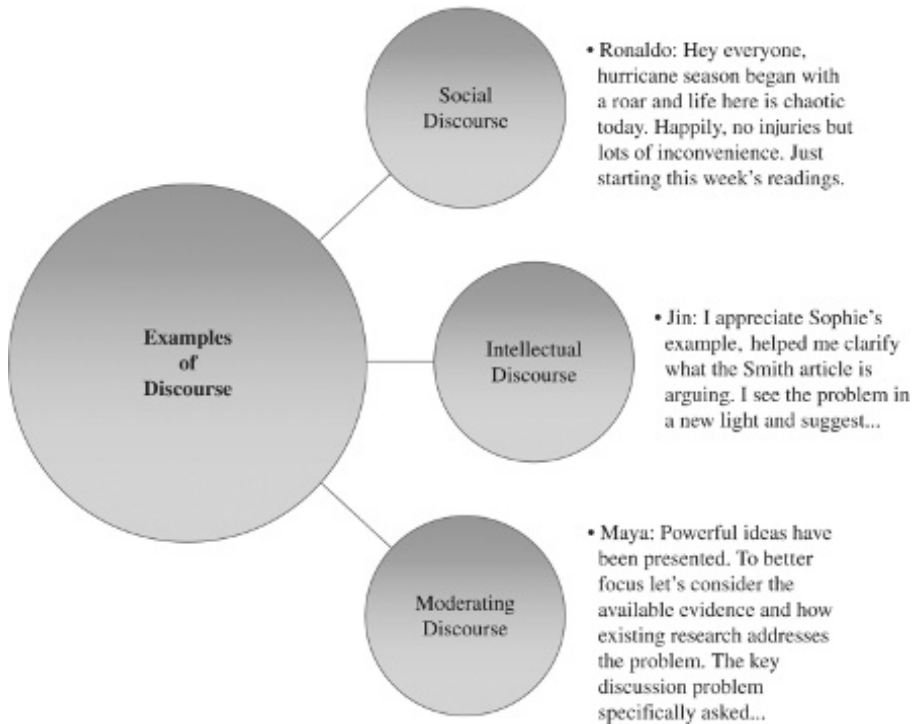 Social
Discourse
• Ronaldo: Hey everyone,
hurricane season began with
a roar and life here is chaotic
today. Happily, no injuries but
lots of inconvenience. Just
starting this week's readings.
Examples
of
Discourse
Intellectual
Discourse
• Jin: I appreciate Sophie's
example, helped me clarify
what the Smith article is
arguing. I see the problem in
a new light and suggest...
Moderating
Discourse
• Maya: Powerful ideas have
been presented. To better
focus let's consider the
available evidence and how
existing research addresses
the problem. The key
discussion problem
specifically asked...